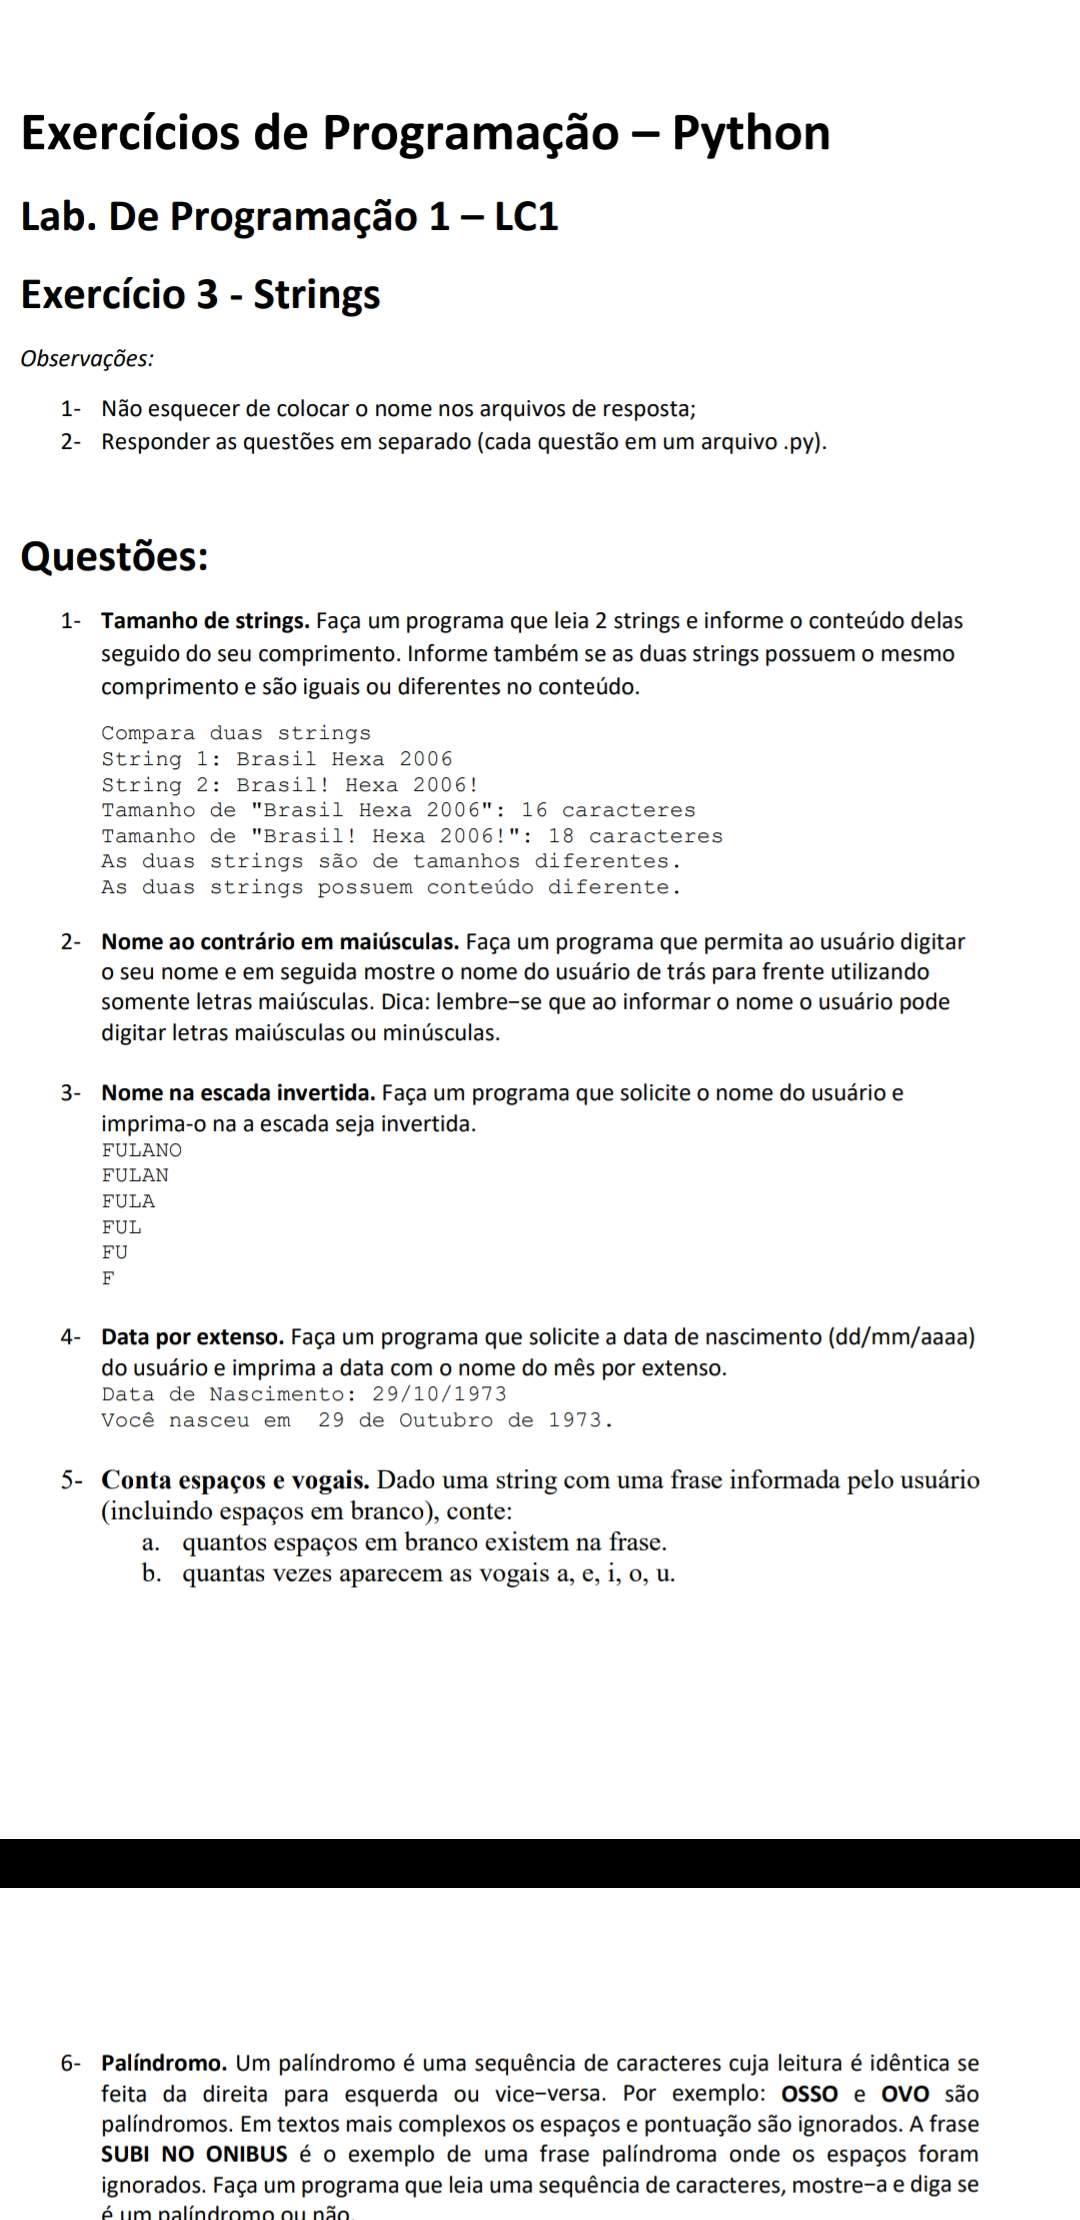 Exercícios de Programação – Python
Lab. De Programação 1 – LC1
Exercício 3 - Strings
Observações:
1- Não esquecer de colocar o nome nos arquivos de resposta;
2- Responder as questões em separado (cada questão em um arquivo .py).
Questões:
1- Tamanho de strings. Faça um programa que leia 2 strings e informe o conteúdo delas
seguido do seu comprimento. Informe também se as duas strings possuem o mesmo
comprimento e são iguais ou diferentes no conteúdo.
Compara duas strings
String 1: Brasil Hexa 2006
String 2: Brasil! Hexa 2006!
Tamanho de "Brasil Hexa 2006": 16 caracteres
Tamanho de "Brasil! Hexa 2006!": 18 caracteres
As duas strings são de tamanhos diferentes.
As duas strings possuem conteúdo diferente.
2- Nome ao contrário em maiúsculas. Faça um programa que permita ao usuário digitar
o seu nome e em seguida mostre o nome do usuário de trás para frente utilizando
somente letras maiúsculas. Dica: lembre−se que ao informar o nome o usuário pode
digitar letras maiúsculas ou minúsculas.
3- Nome na escada invertida. Faça um programa que solicite o nome do usuário e
imprima-o na a escada seja invertida.
FULANO
FULAN
FULA
FUL
FU
F
4- Data por extenso. Faça um programa que solicite a data de nascimento (dd/mm/aaaa)
do usuário e imprima a data com o nome do mês por extenso.
Data de Nascimento: 29/10/1973
Você nasceu em  29 de Outubro de 1973.
5- Conta espaços e vogais. Dado uma string com uma frase informada pelo usuário
(incluindo espaços em branco), conte:
a. quantos espaços em branco existem na frase.
b. quantas vezes aparecem as vogais a, e, i, o, u.
6- Palíndromo. Um palíndromo é uma sequência de caracteres cuja leitura é idêntica se
feita da direita para esquerda ou vice−versa. Por exemplo: OSSO e OVO são
palíndromos. Em textos mais complexos os espaços e pontuação são ignorados. A frase
SUBI NO ONIBUS é o exemplo de uma frase palíndroma onde os espaços foram
ignorados. Faça um programa que leia uma sequência de caracteres, mostre−a e diga se
é um palíndromo ou não.